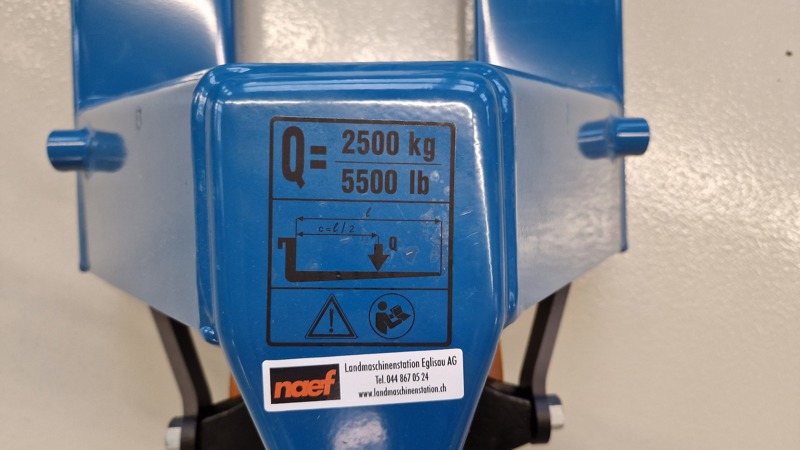 Q= 2500 kg
5500 lb
l
c=l/2
Q
naef
Landmaschinenstation Eglisau AG
Tel. 044 867 05 24
www.landmaschinenstation.ch